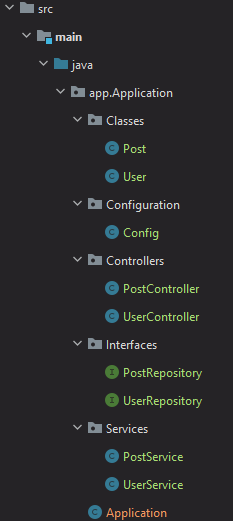 src
main
java
app.Application
Classes
C Post
C User
Configuration
C Config
Controllers
C PostController
C UserController
Interfaces
I PostRepository
I UserRepository
Services
C PostService
C UserService
C Application